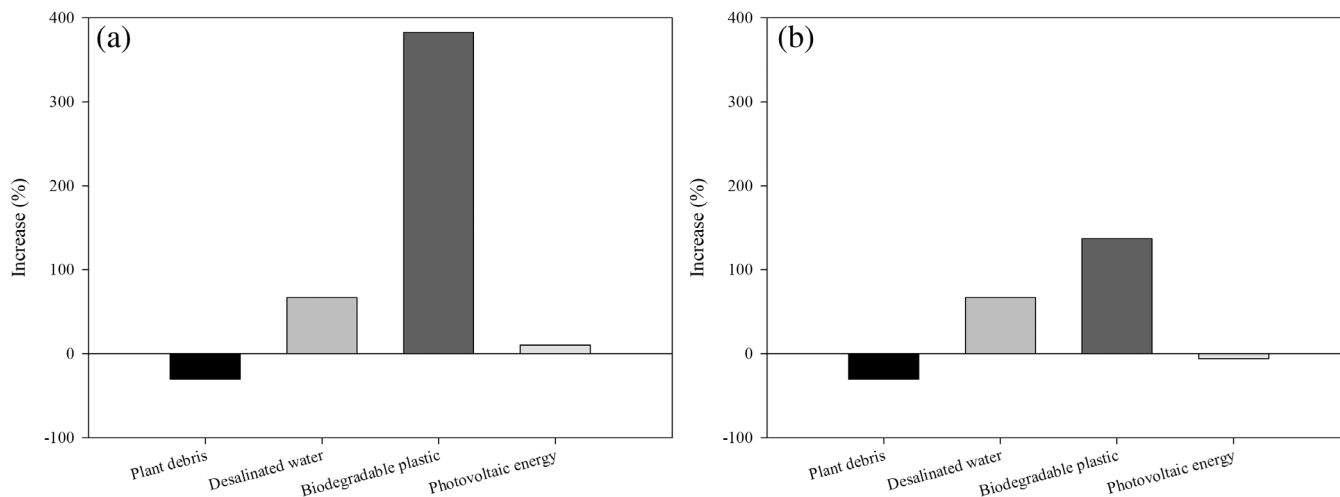 (a)
400
300
200
100
0
-100
Increase (%)
Plant debris
Desalinated water
Biodegradable plastic
Photovoltaic energy
(b)
400
300
200
100
0
-100
Increase (%)
Plant debris
Desalinated water
Biodegradable plastic
Photovoltaic energy